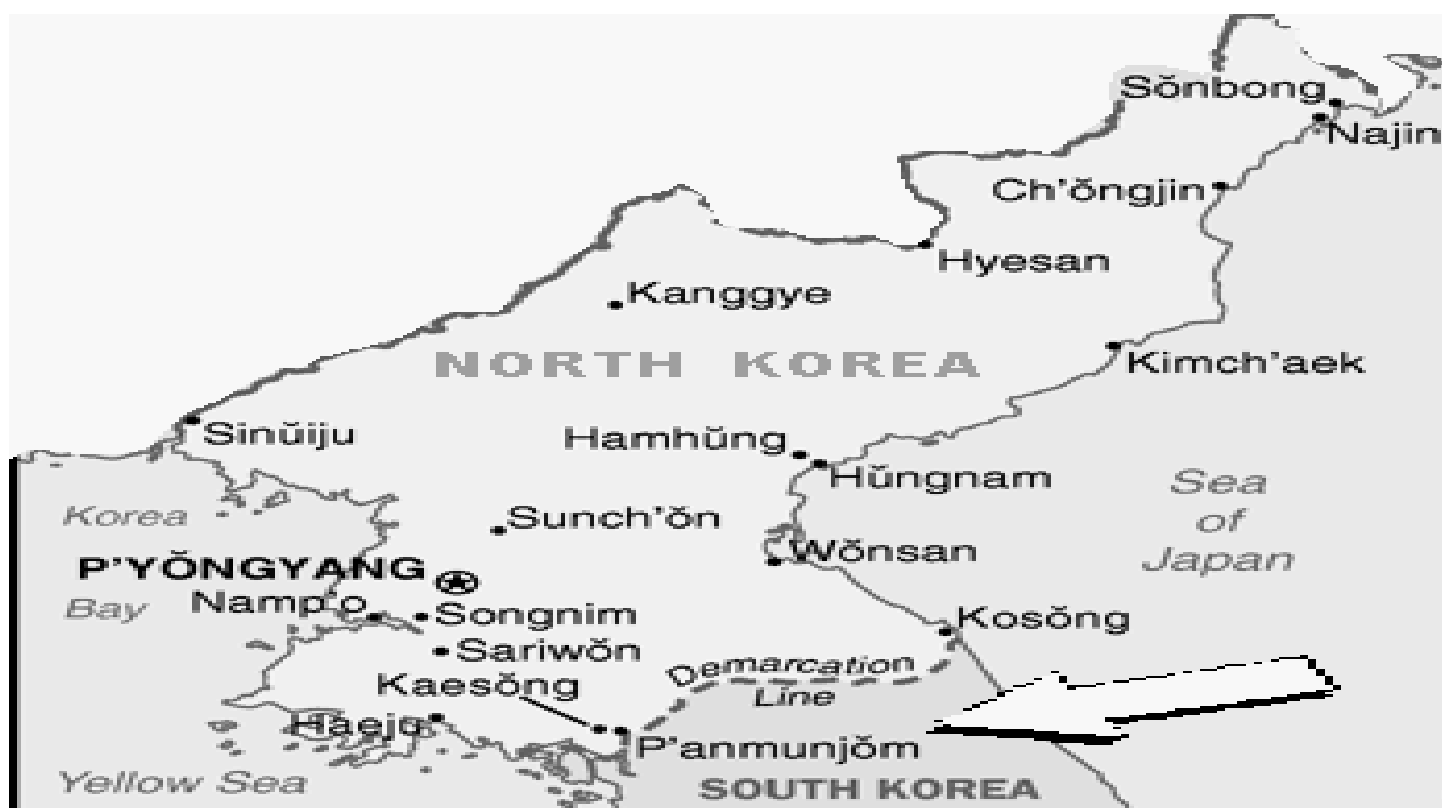 Sŏnbong
Najin
Ch'ŏngjin
Hyesan
Kanggye
NORTH KOREA
Kimch'aek
Sinŭiju
Hamhŭng
Hŭngnam
Sea
of
Japan
Korea
Bay
Sunch'ŏn
Wŏnsan
P'YŎNGYANG
Namp'o
Songnim
Kosŏng
Sariwŏn
Demarcation
Line
Kaesŏng
Haeju
P'anmunjŏm
Yellow Sea
SOUTH KOREA